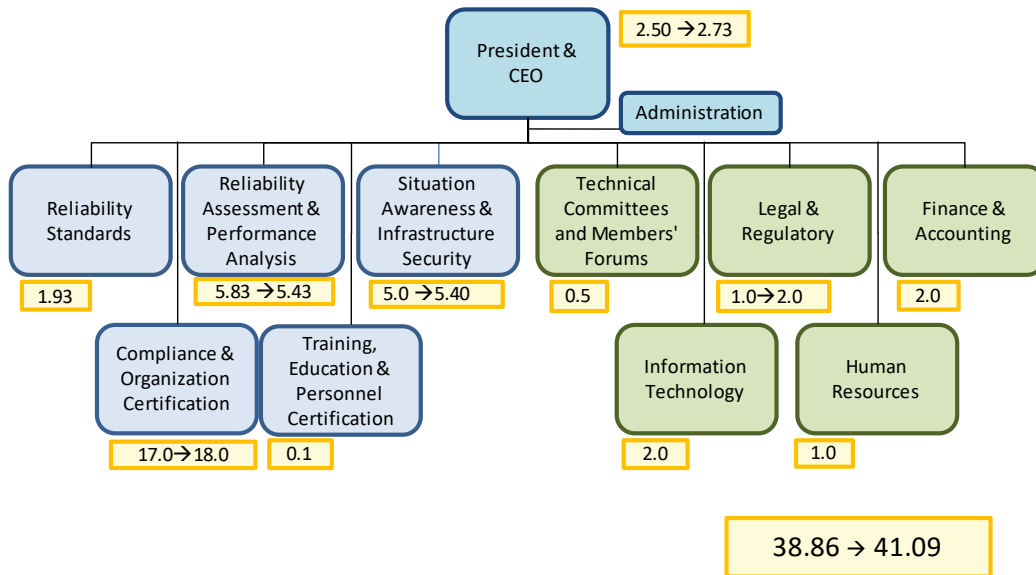 President &
CEO
2.50 →2.73
Administration
Reliability
Standards
1.93
Reliability
Assessment &
Performance
Analysis
5.83 →5.43
Situation
Awareness &
Infrastructure
Security
5.0 →5.40
Technical
Committees
and Members'
Forums
0.5
Legal &
Regulatory
1.0→2.0
Finance &
Accounting
2.0
Compliance &
Organization
Certification
17.0→18.0
Training,
Education &
Personnel
Certification
0.1
Information
Technology
2.0
Human
Resources
1.0
38.86 → 41.09